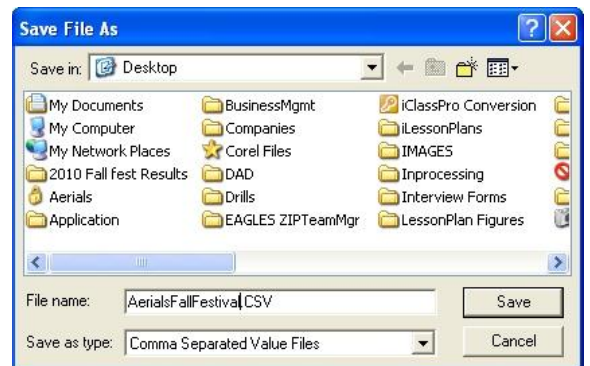 Save File As
Save in: Desktop
My Documents BusinessMgmt iClassPro Conversion
My Computer Companies iLessonPlans
My Network Places Corel Files IMAGES
2010 Fall fest Results DAD Inprocessing
Aerials Drills Interview Forms
Application EAGLES ZIPTeamMgr LessonPlan Figures
File name: AerialsFallFestival.CSV Save
Save as type: Comma Separated Value Files Cancel